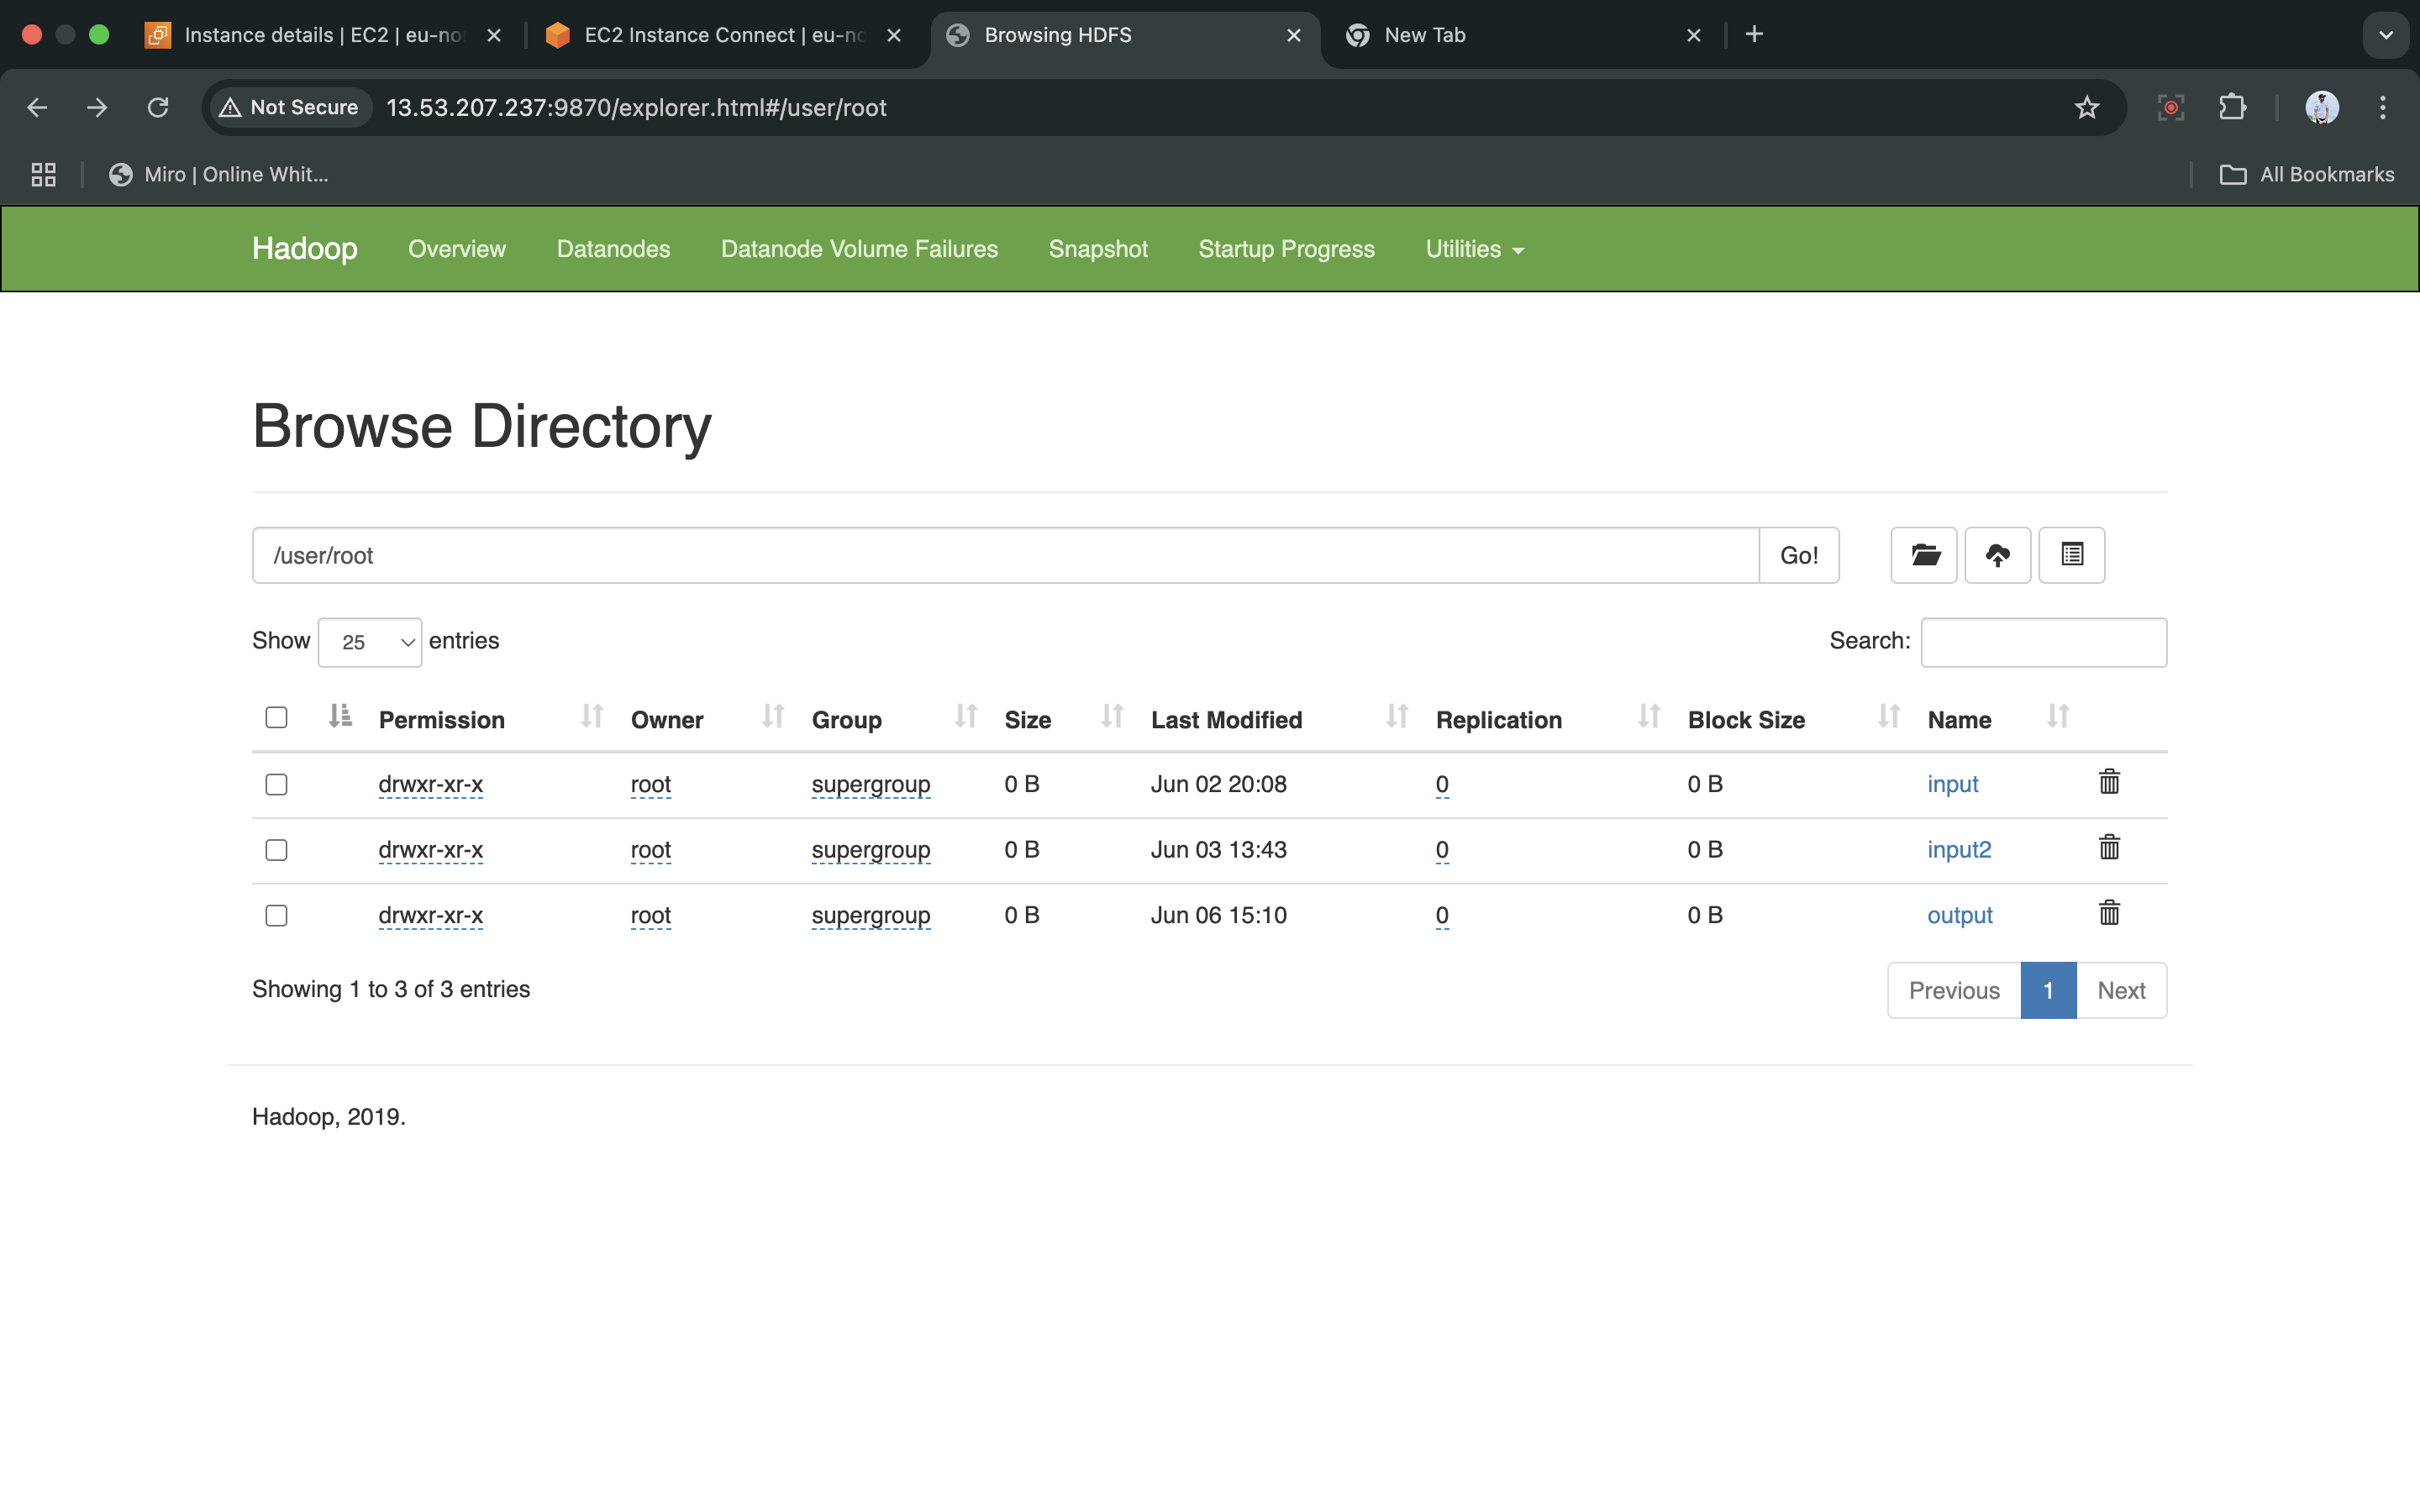 Instance details | EC2 | eu-no
EC2 Instance Connect | eu-no
Browsing HDFS
New Tab
Not Secure
13.53.207.237:9870/explorer.html#/user/root
Miro | Online Whit...
All Bookmarks
Hadoop Overview Datanodes Datanode Volume Failures Snapshot Startup Progress Utilities
Browse Directory
/user/root Go!
Show 25 entries Search:
Permission Owner Group Size Last Modified Replication Block Size Name
drwxr-xr-x root supergroup 0 B Jun 02 20:08 0 0 B input
drwxr-xr-x root supergroup 0 B Jun 03 13:43 0 0 B input2
drwxr-xr-x root supergroup 0 B Jun 06 15:10 0 0 B output
Showing 1 to 3 of 3 entries Previous 1 Next
Hadoop, 2019.